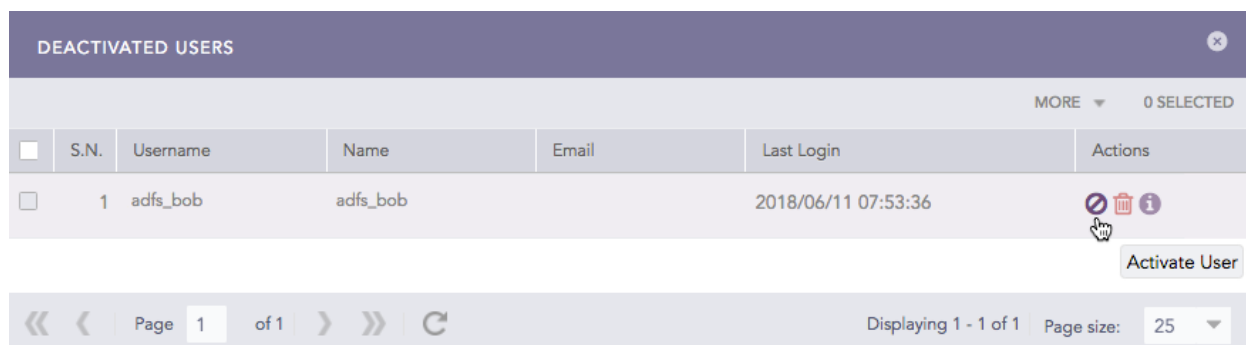 DEACTIVATED USERS
MORE 0 SELECTED
S.N. Username Name Email Last Login Actions
1 adfs_bob adfs_bob 2018/06/11 07:53:36
Activate User
Page 1 of 1 Displaying 1 - 1 of 1 Page size: 25